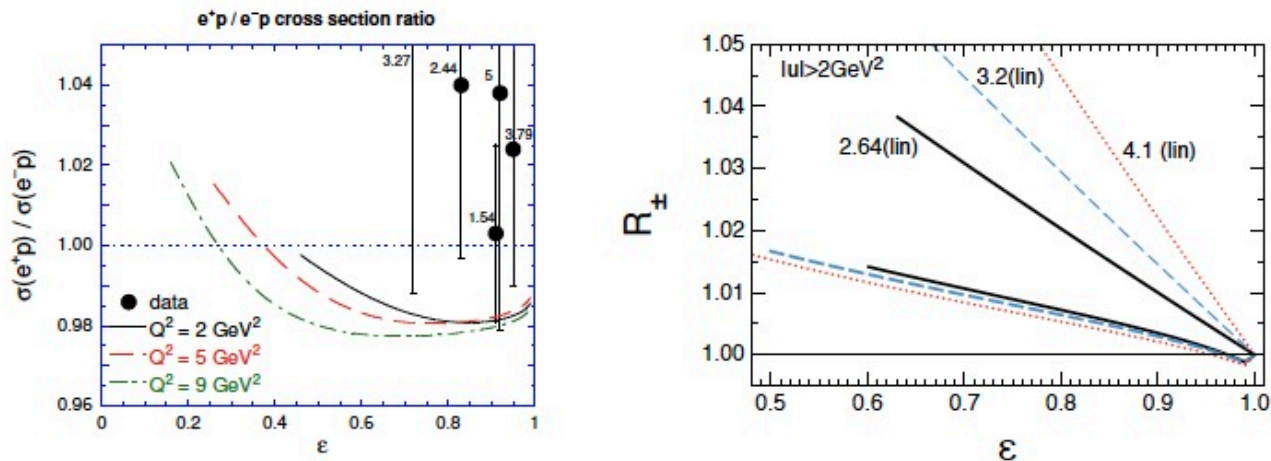 e⁺p / e⁻p cross section ratio
σ(e⁺p) / σ(e⁻p)
1.04
1.02
1.00
0.98
0.96
3.27
2.44
5
3.79
1.54
data
Q² = 2 GeV²
Q² = 5 GeV²
Q² = 9 GeV²
0
0.2
0.4
0.6
0.8
1
ε
R±
1.05
1.04
1.03
1.02
1.01
1.00
|u|>2GeV²
3.2(lin)
2.64(lin)
4.1 (lin)
0.5
0.6
0.7
0.8
0.9
1.0
ε